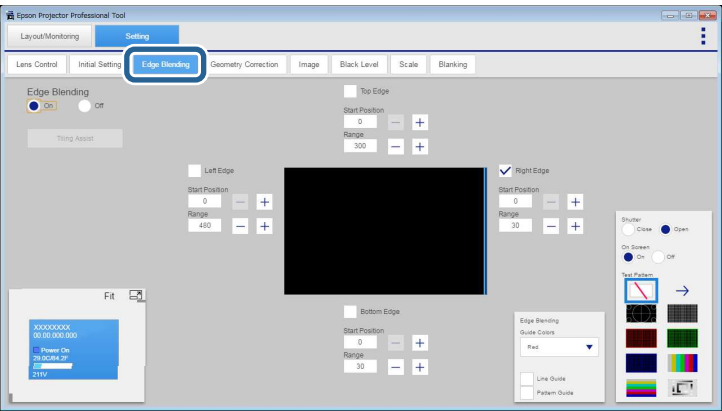 Epson Projector Professional Tool
Layout/Monitoring
Setting
Lens Control
Initial Setting
Edge Blending
Geometry Correction
Image
Black Level
Scale
Blanking
Edge Blending
On
Off
Tiling Assist
Top Edge
Start Position
0
Range
300
Left Edge
Start Position
0
Range
480
Right Edge
Start Position
0
Range
30
Bottom Edge
Start Position
0
Range
30
Fit
XXXXXXXX
00.00.000.000
Power On
29.0C/84.2F
211V
Edge Blending
Guide Colors
Red
Line Guide
Pattern Guide
Shutter
Close
Open
On Screen
On
Off
Test Pattern